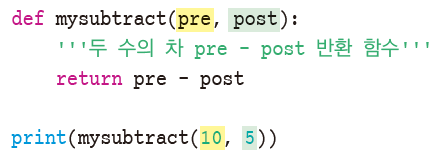 def mysubtract(pre, post):
    '''두 수의 차 pre - post 반환 함수'''
    return pre - post

print(mysubtract(10, 5))